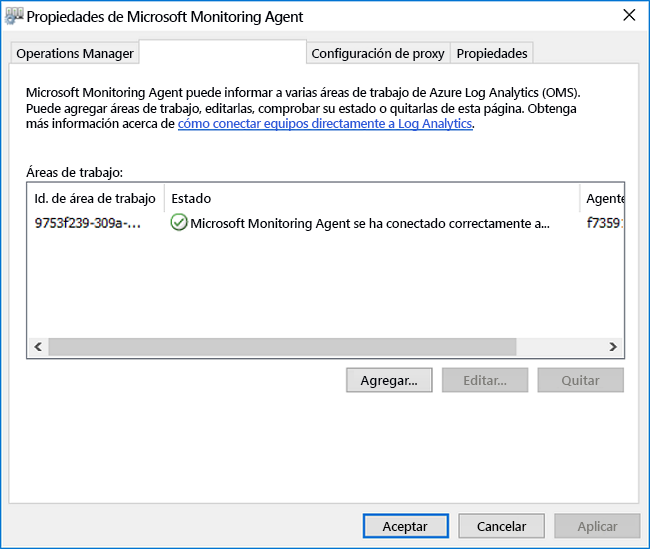 Propiedades de Microsoft Monitoring Agent
Operations Manager Configuración de proxy Propiedades
Microsoft Monitoring Agent puede informar a varias áreas de trabajo de Azure Log Analytics (OMS).
Puede agregar áreas de trabajo, editarlas, comprobar su estado o quitarlas de esta página. Obtenga
más información acerca de cómo conectar equipos directamente a Log Analytics.
Áreas de trabajo:
Id. de área de trabajo Estado Agente
9753f239-309a-... Microsoft Monitoring Agent se ha conectado correctamente a... f7359
Agregar... Editar... Quitar
Aceptar Cancelar Aplicar